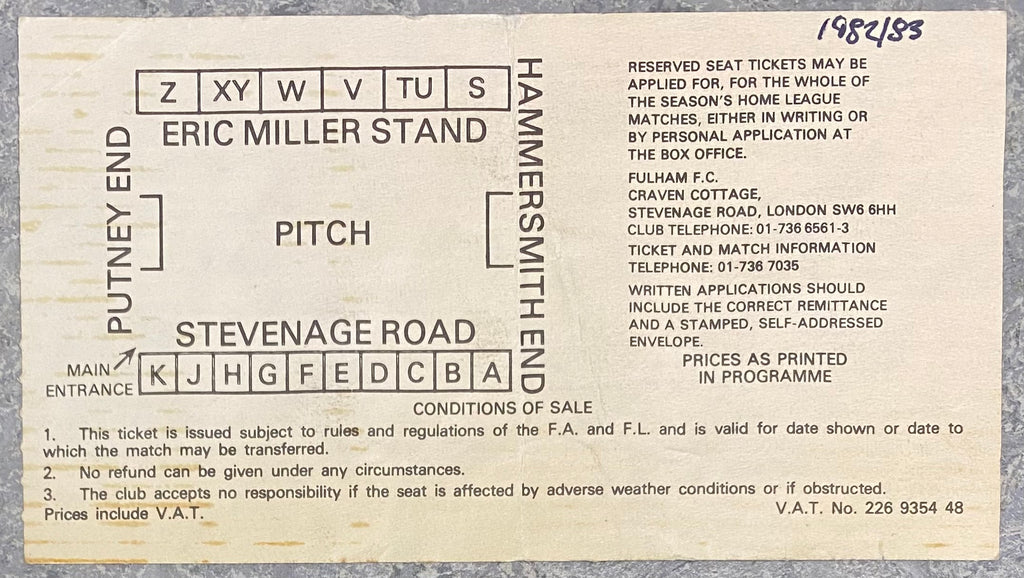 1982/83
Z XY W V TU S
ERIC MILLER STAND
PUTNEY END
PITCH
HAMMERSMITH END
STEVENAGE ROAD
MAIN
ENTRANCE
K J H G F E D C B A
RESERVED SEAT TICKETS MAY BE
APPLIED FOR, FOR THE WHOLE OF
THE SEASON'S HOME LEAGUE
MATCHES, EITHER IN WRITING OR
BY PERSONAL APPLICATION AT
THE BOX OFFICE.
FULHAM F.C.
CRAVEN COTTAGE,
STEVENAGE ROAD, LONDON SW6 6HH
CLUB TELEPHONE: 01-736 6561-3
TICKET AND MATCH INFORMATION
TELEPHONE: 01-736 7035
WRITTEN APPLICATIONS SHOULD
INCLUDE THE CORRECT REMITTANCE
AND A STAMPED, SELF-ADDRESSED
ENVELOPE.
PRICES AS PRINTED
IN PROGRAMME
CONDITIONS OF SALE
1. This ticket is issued subject to rules and regulations of the F.A. and F.L. and is valid for date shown or date to
which the match may be transferred.
2. No refund can be given under any circumstances.
3. The club accepts no responsibility if the seat is affected by adverse weather conditions or if obstructed.
Prices include V.A.T. V.A.T. No. 226 9354 48